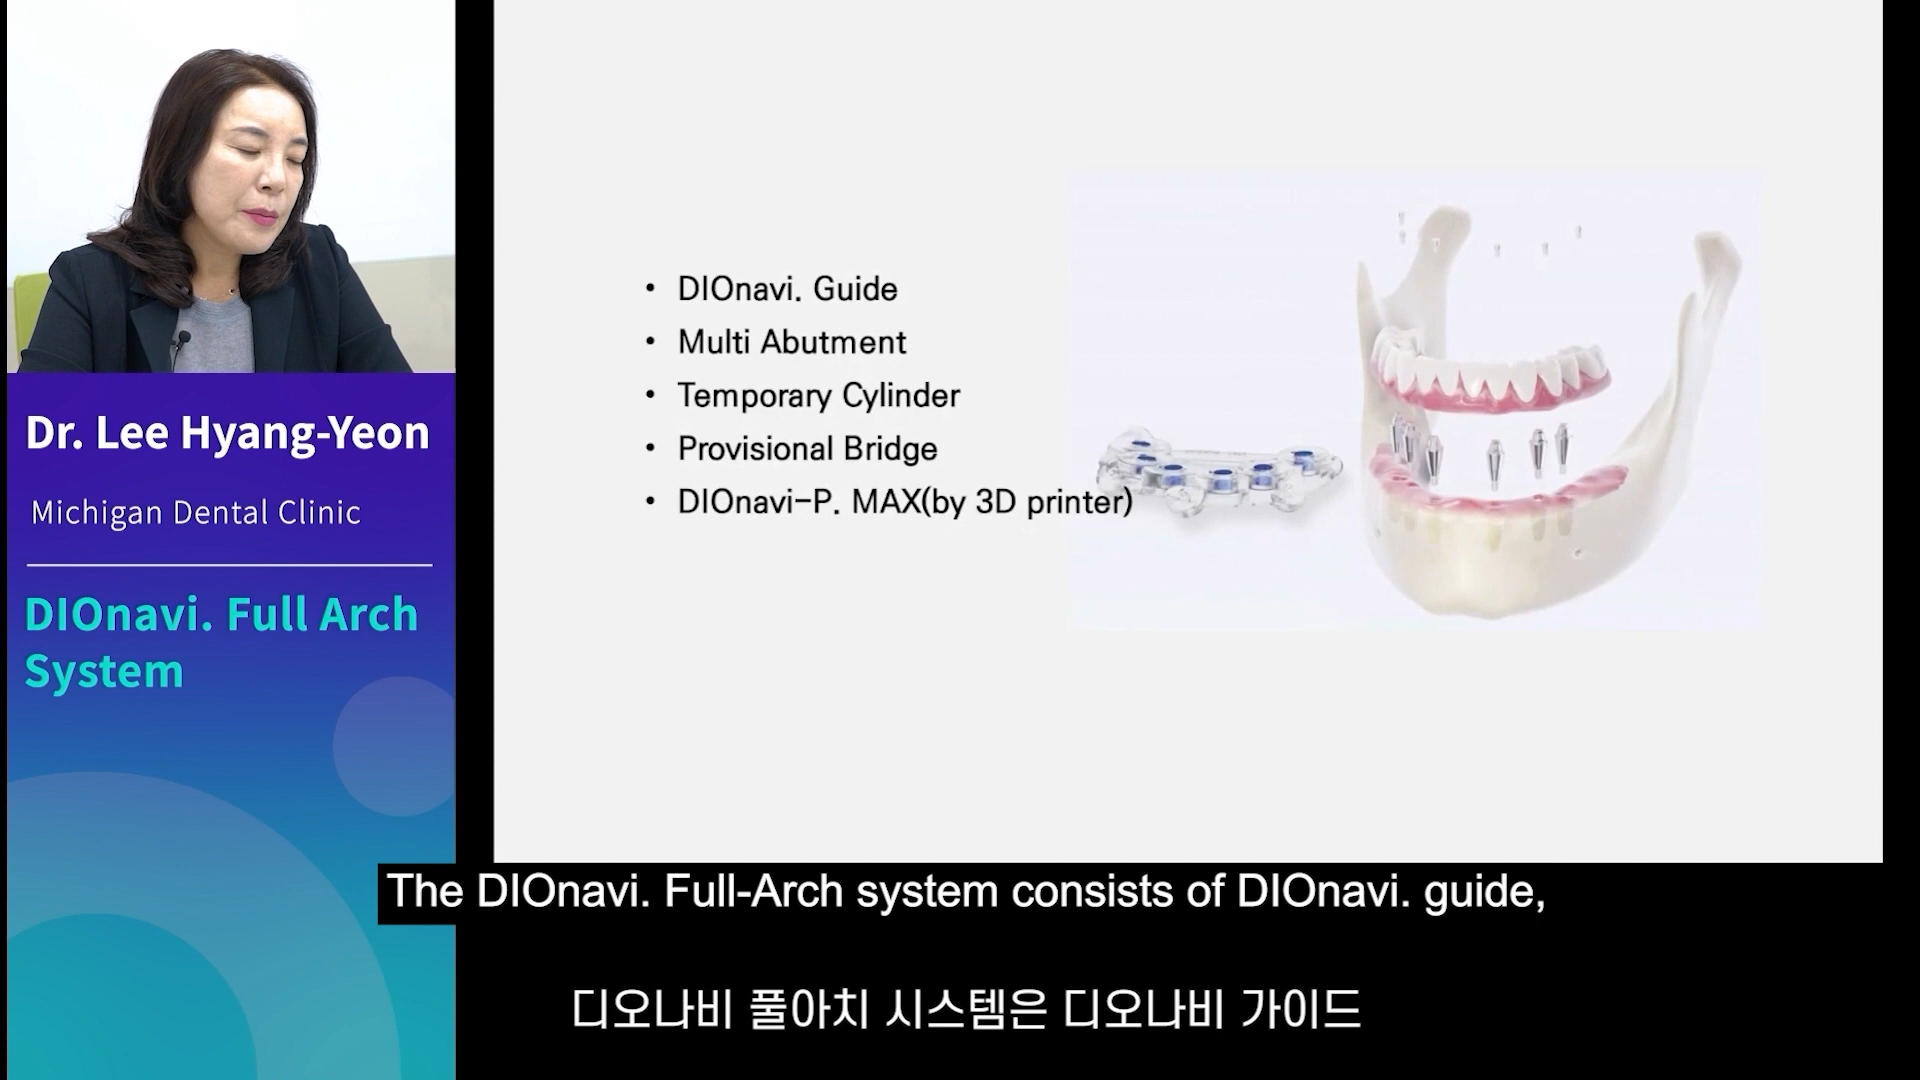 Dr. Lee Hyang-Yeon
Michigan Dental Clinic
DIOnavi. Full Arch
System
• DIOnavi. Guide
• Multi Abutment
• Temporary Cylinder
• Provisional Bridge
• DIOnavi-P. MAX(by 3D printer)
The DIOnavi. Full-Arch system consists of DIOnavi. guide,
디오나비 풀아치 시스템은 디오나비 가이드